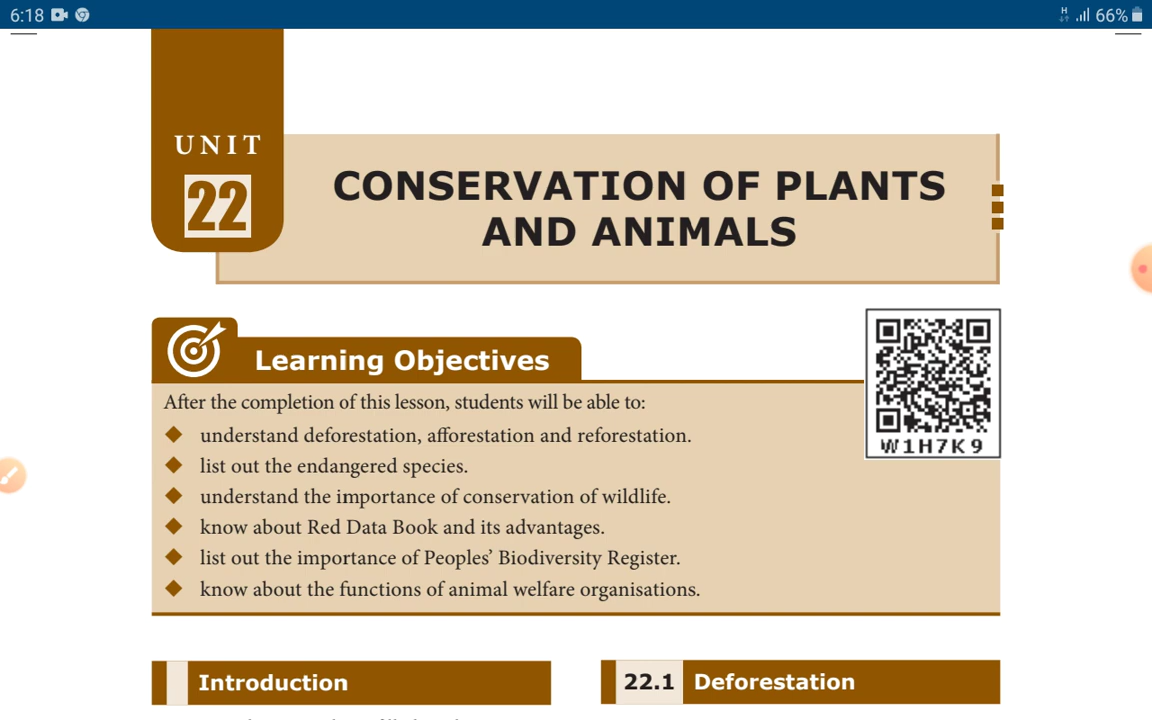 6:18
H
66%
UNIT
22
CONSERVATION OF PLANTS
AND ANIMALS
Learning Objectives
W1H7K9
After the completion of this lesson, students will be able to:
understand deforestation, afforestation and reforestation.
list out the endangered species.
understand the importance of conservation of wildlife.
know about Red Data Book and its advantages.
list out the importance of Peoples’ Biodiversity Register.
know about the functions of animal welfare organisations.
Introduction
22.1 Deforestation